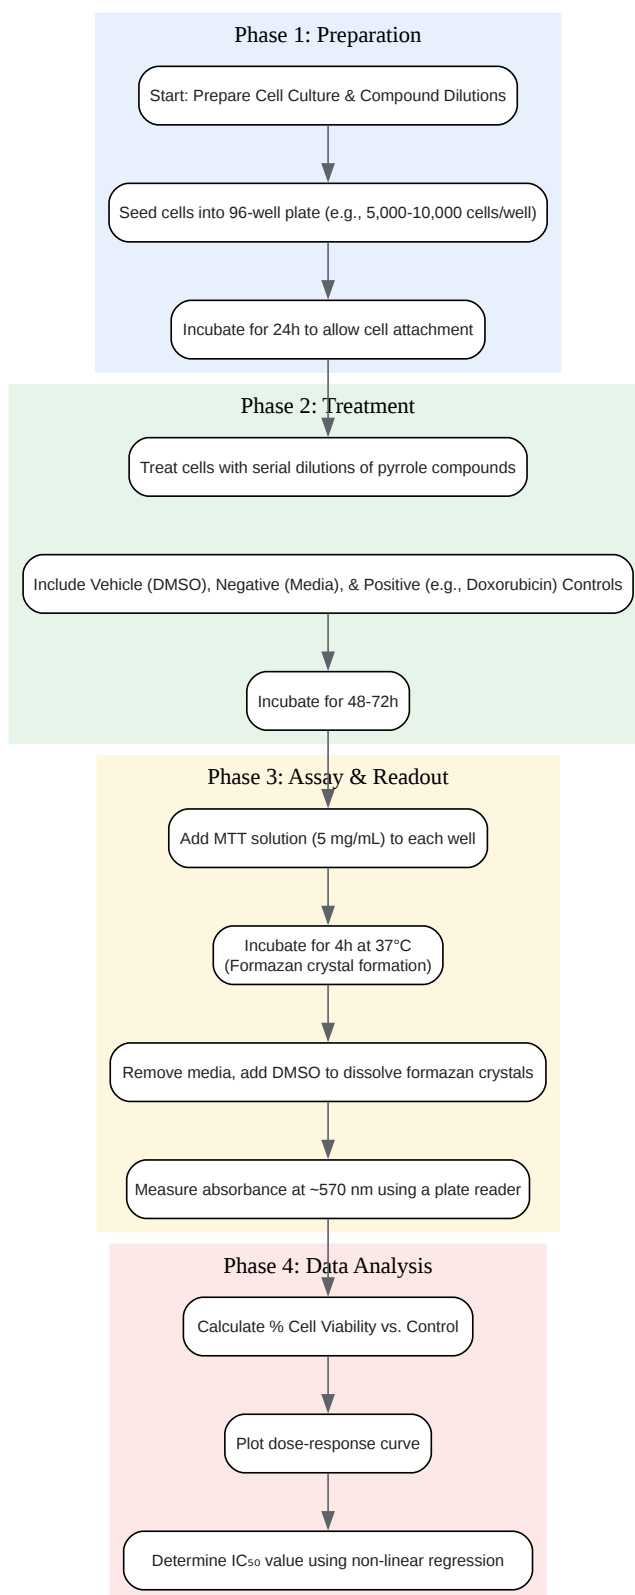 Phase 1: Preparation
Start: Prepare Cell Culture & Compound Dilutions
Seed cells into 96-well plate (e.g., 5,000-10,000 cells/well)
Incubate for 24h to allow cell attachment
Phase 2: Treatment
Treat cells with serial dilutions of pyrrole compounds
Include Vehicle (DMSO), Negative (Media), & Positive (e.g., Doxorubicin) Controls
Incubate for 48-72h
Phase 3: Assay & Readout
Add MTT solution (5 mg/mL) to each well
Incubate for 4h at 37°C
(Formazan crystal formation)
Remove media, add DMSO to dissolve formazan crystals
Measure absorbance at ~570 nm using a plate reader
Phase 4: Data Analysis
Calculate % Cell Viability vs. Control
Plot dose-response curve
Determine IC₅₀ value using non-linear regression